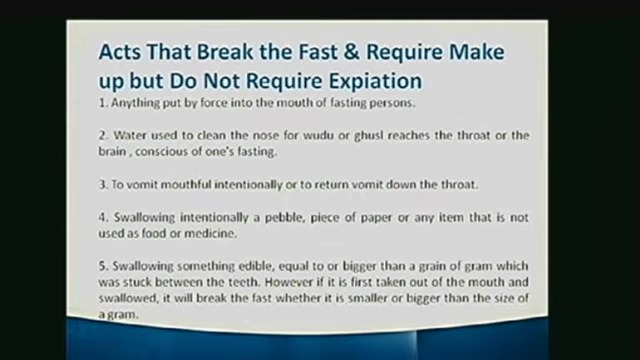 Acts That Break the Fast & Require Make
up but Do Not Require Expiation
1. Anything put by force into the mouth of fasting persons.
2. Water used to clean the nose for wudu or ghusl reaches the throat or the
brain , conscious of one's fasting.
3. To vomit mouthful intentionally or to return vomit down the throat.
4. Swallowing intentionally a pebble, piece of paper or any item that is not
used as food or medicine.
5. Swallowing something edible, equal to or bigger than a grain of gram which
was stuck between the teeth. However if it is first taken out of the mouth and
swallowed, it will break the fast whether it is smaller or bigger than the size of
a gram.